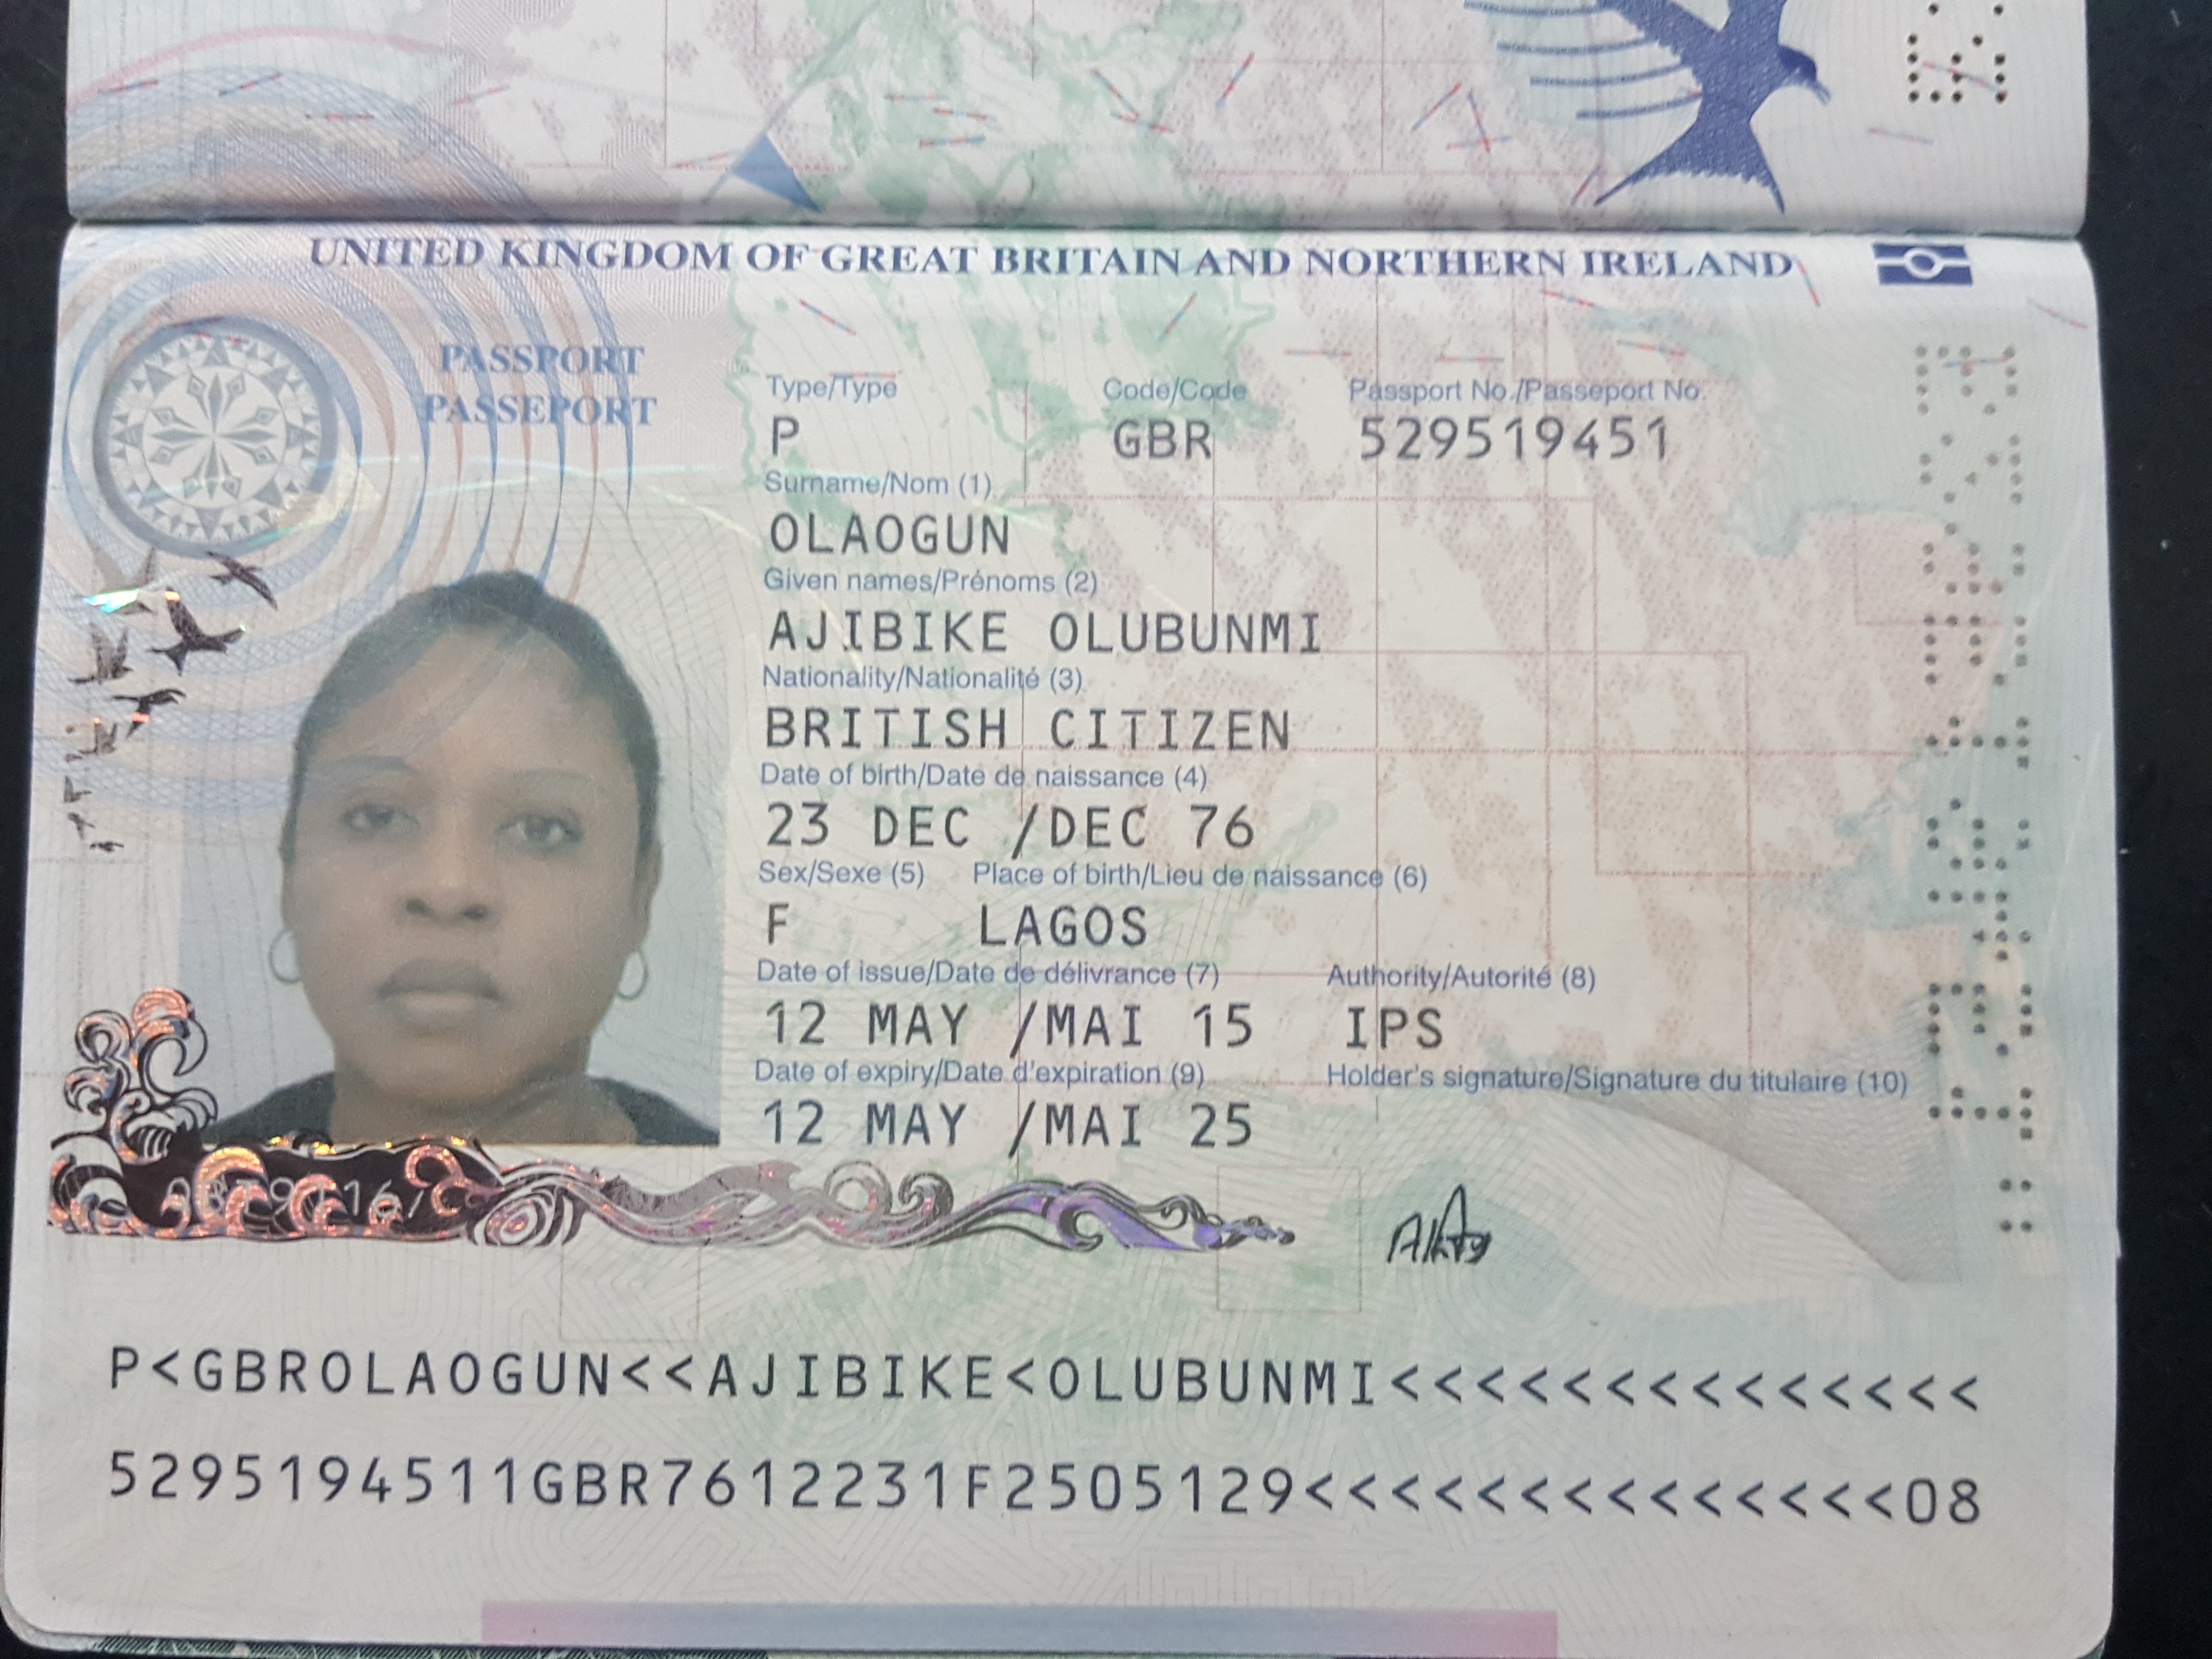 UNITED KINGDOM OF GREAT BRITAIN AND NORTHERN IRELAND
PASSPORT
PASSEPORT
Type/Type Code/Code Passport No./Passeport No.
P GBR 529519451
Surname/Nom (1)
OLAOGUN
Given names/Prénoms (2)
AJIBIKE OLUBUNMI
Nationality/Nationalité (3)
BRITISH CITIZEN
Date of birth/Date de naissance (4)
23 DEC /DEC 76
Sex/Sexe (5) Place of birth/Lieu de naissance (6)
F LAGOS
Date of issue/Date de délivrance (7) Authority/Autorité (8)
12 MAY /MAI 15 IPS
Date of expiry/Date d'expiration (9) Holder's signature/Signature du titulaire (10)
12 MAY /MAI 25
P<GBROLAOGUN<<AJIBIKE<OLUBUNMI<<<<<<<<<<<<<<
5295194511GBR7612231F2505129<<<<<<<<<<<<<<08